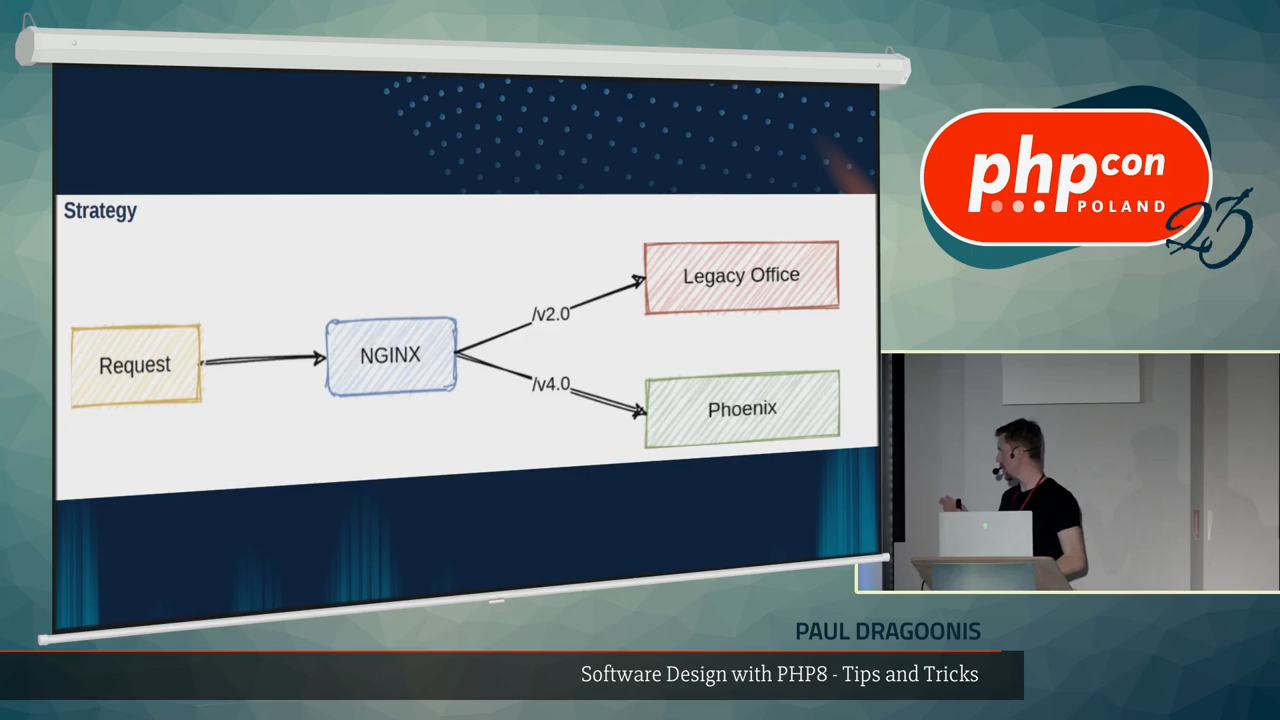 Strategy
Request
NGINX
/v2.0
/v4.0
Legacy Office
Phoenix
phpcon
POLAND
23
PAUL DRAGOONIS
Software Design with PHP8 - Tips and Tricks